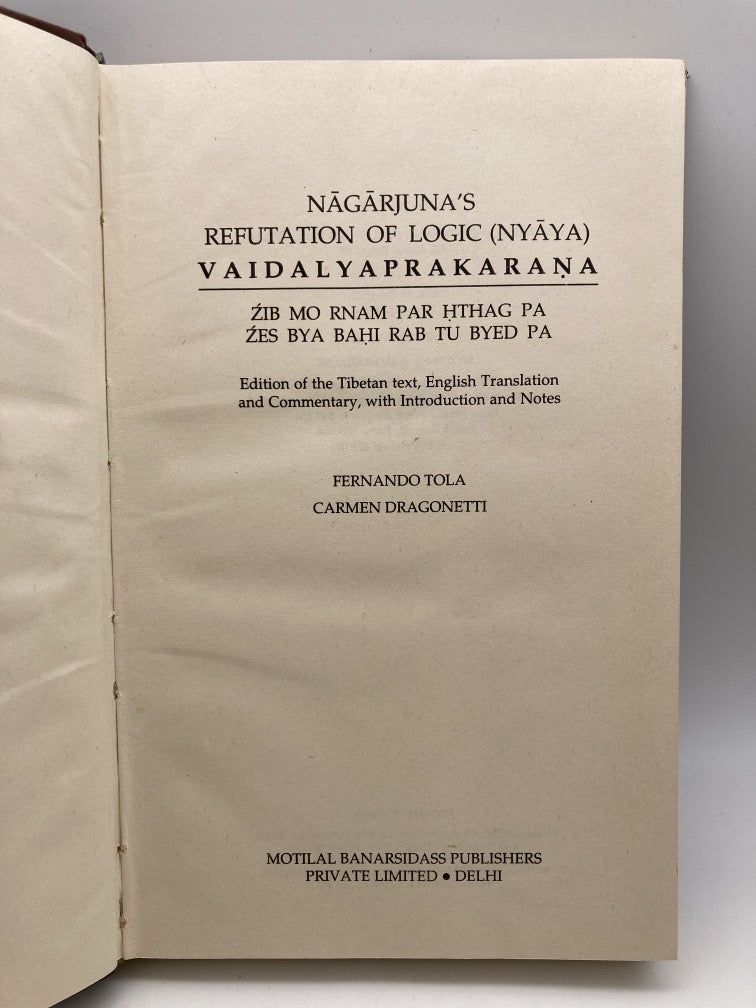 NĀGĀRJUNA'S
REFUTATION OF LOGIC (NYĀYA)
VAIDALYAPRAKARAṆA
ŹIB MO RNAM PAR ḤTHAG PA
ŹES BYA BAḤI RAB TU BYED PA
Edition of the Tibetan text, English Translation
and Commentary, with Introduction and Notes
FERNANDO TOLA
CARMEN DRAGONETTI
MOTILAL BANARSIDASS PUBLISHERS
PRIVATE LIMITED ● DELHI